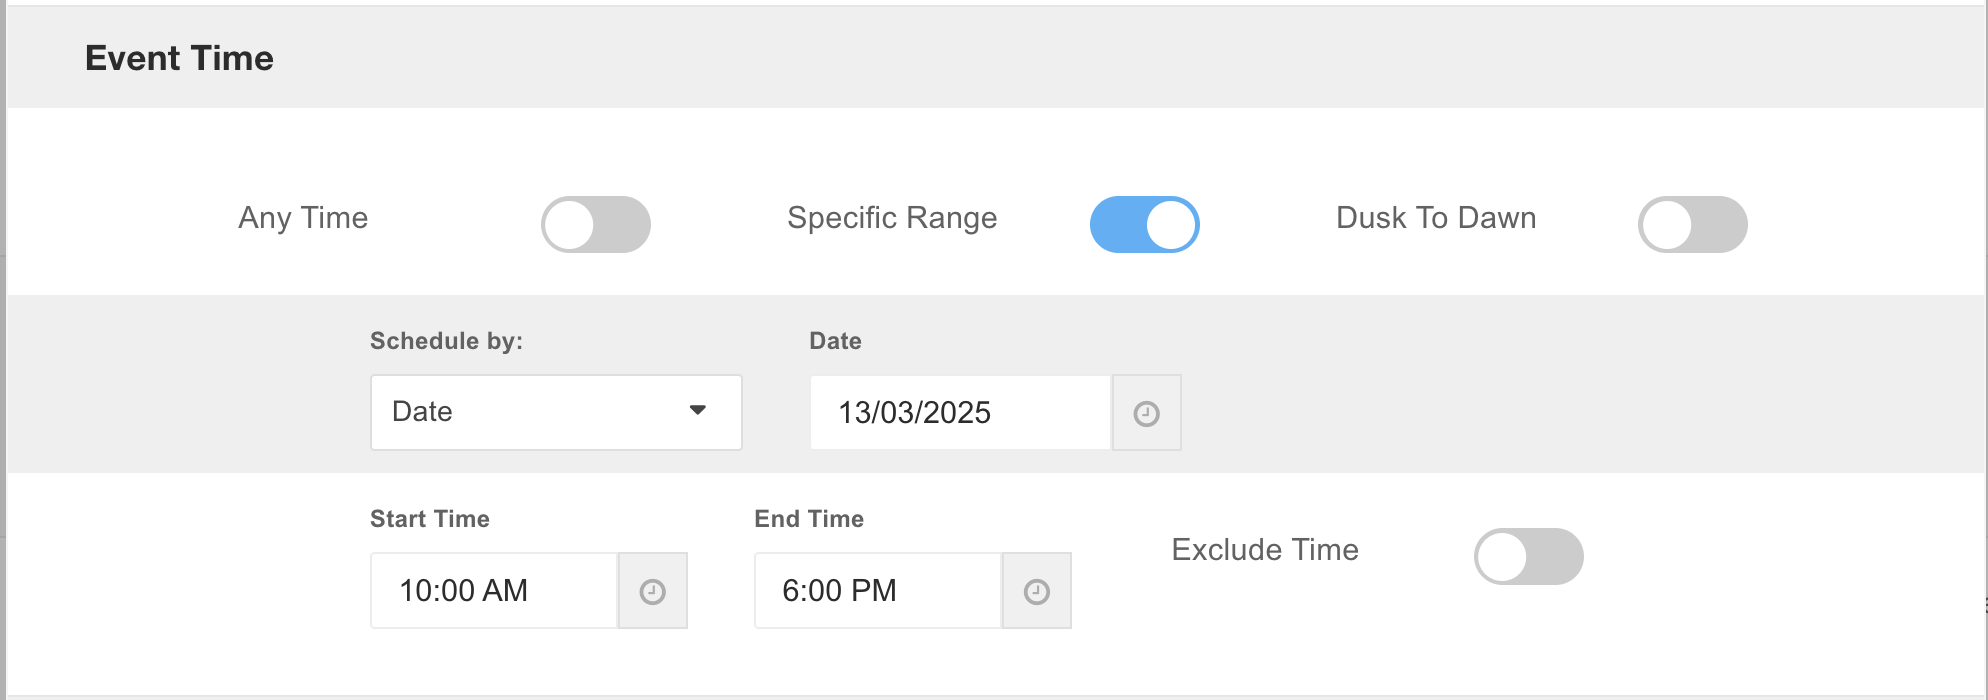 Event Time
Any Time Specific Range Dusk To Dawn
Schedule by: Date
Date 13/03/2025
Start Time End Time
Exclude Time
10:00 AM 6:00 PM